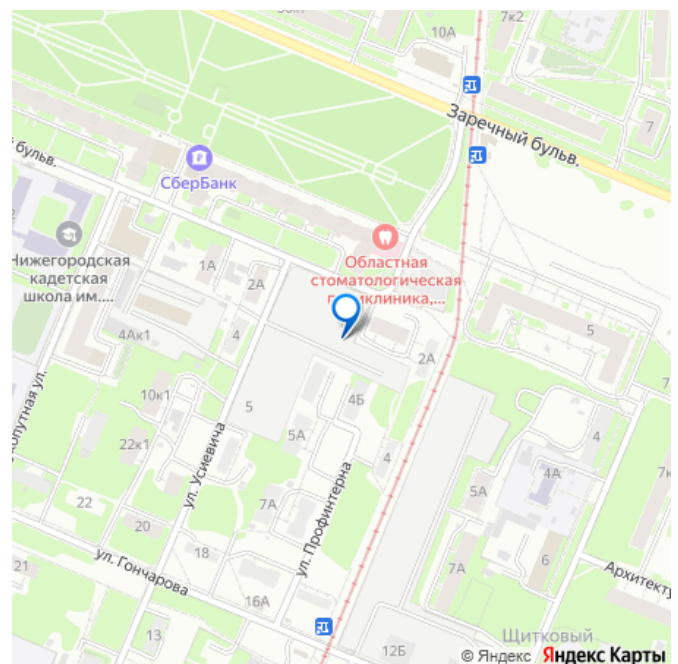 10А
7к2
Заречный бульв.
7
бульв.
СберБанк
Нижегородская
кадетская
школа им.
...
1А
2А
Областная
стоматологическая
поликлиника,
...
4Ак1
4
2А
5
10к1
5
4Б
5А
4
22к1
ул. Усиевича
7А
ул. Профинтерна
4
4А
5А
22
20
18
ул. Гончарова
6
7А
21
16А
13
12Б
Щитковый
© Яндекс Яндекс Карты